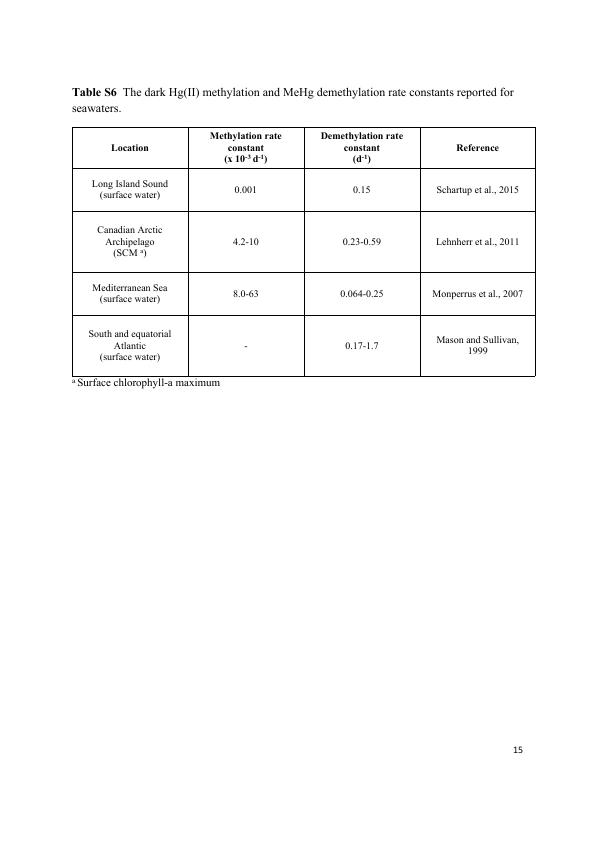 Table S6 The dark Hg(II) methylation and MeHg demethylation rate constants reported for
seawaters.
Location
Methylation rate
constant
(x 10⁻³ d⁻¹)
Demethylation rate
constant
(d⁻¹)
Reference
Long Island Sound
(surface water)
0.001
0.15
Schartup et al., 2015
Canadian Arctic
Archipelago
(SCM ᵃ)
4.2-10
0.23-0.59
Lehnherr et al., 2011
Mediterranean Sea
(surface water)
8.0-63
0.064-0.25
Monperrus et al., 2007
South and equatorial
Atlantic
(surface water)
-
0.17-1.7
Mason and Sullivan,
1999
ᵃ Surface chlorophyll-a maximum
15